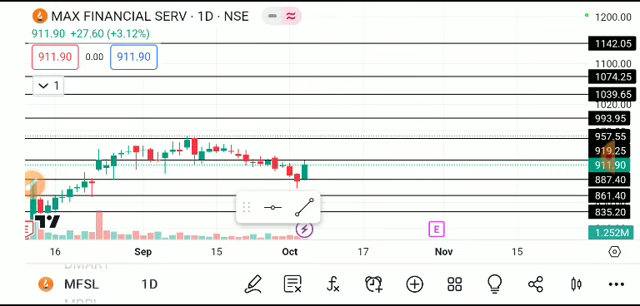 MAX FINANCIAL SERV · 1D · NSE
911.90 +27.60 (+3.12%)
911.90 0.00 911.90
1
1200.00
1142.05
1100.00
1074.25
1039.65
1020.00
993.95
957.55
919.25
911.90
887.40
861.40
835.20
1.252M
E
E
16 Sep 15 Oct 17 Nov 15
DMART
MFSL 1D